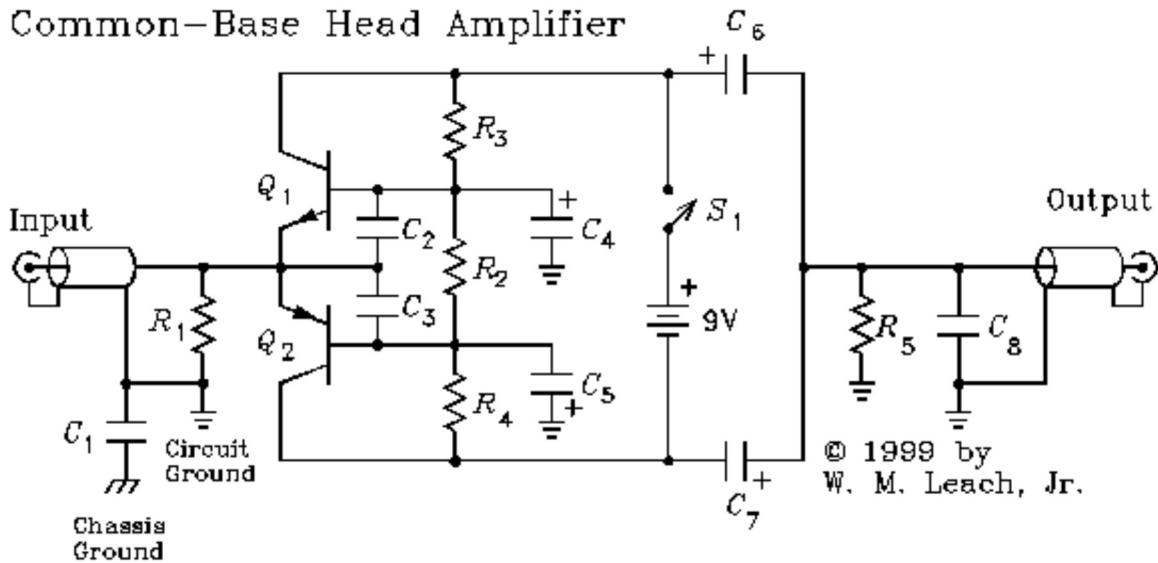 Common-Base Head Amplifier
C6
+
R3
Q1
+
S1
Output
Input
C2
C4
R2
+
9V
R1
C3
R5
C8
Q2
C5
+
R4
C1
Circuit
Ground
© 1999 by
W. M. Leach, Jr.
+
C7
Chassis
Ground